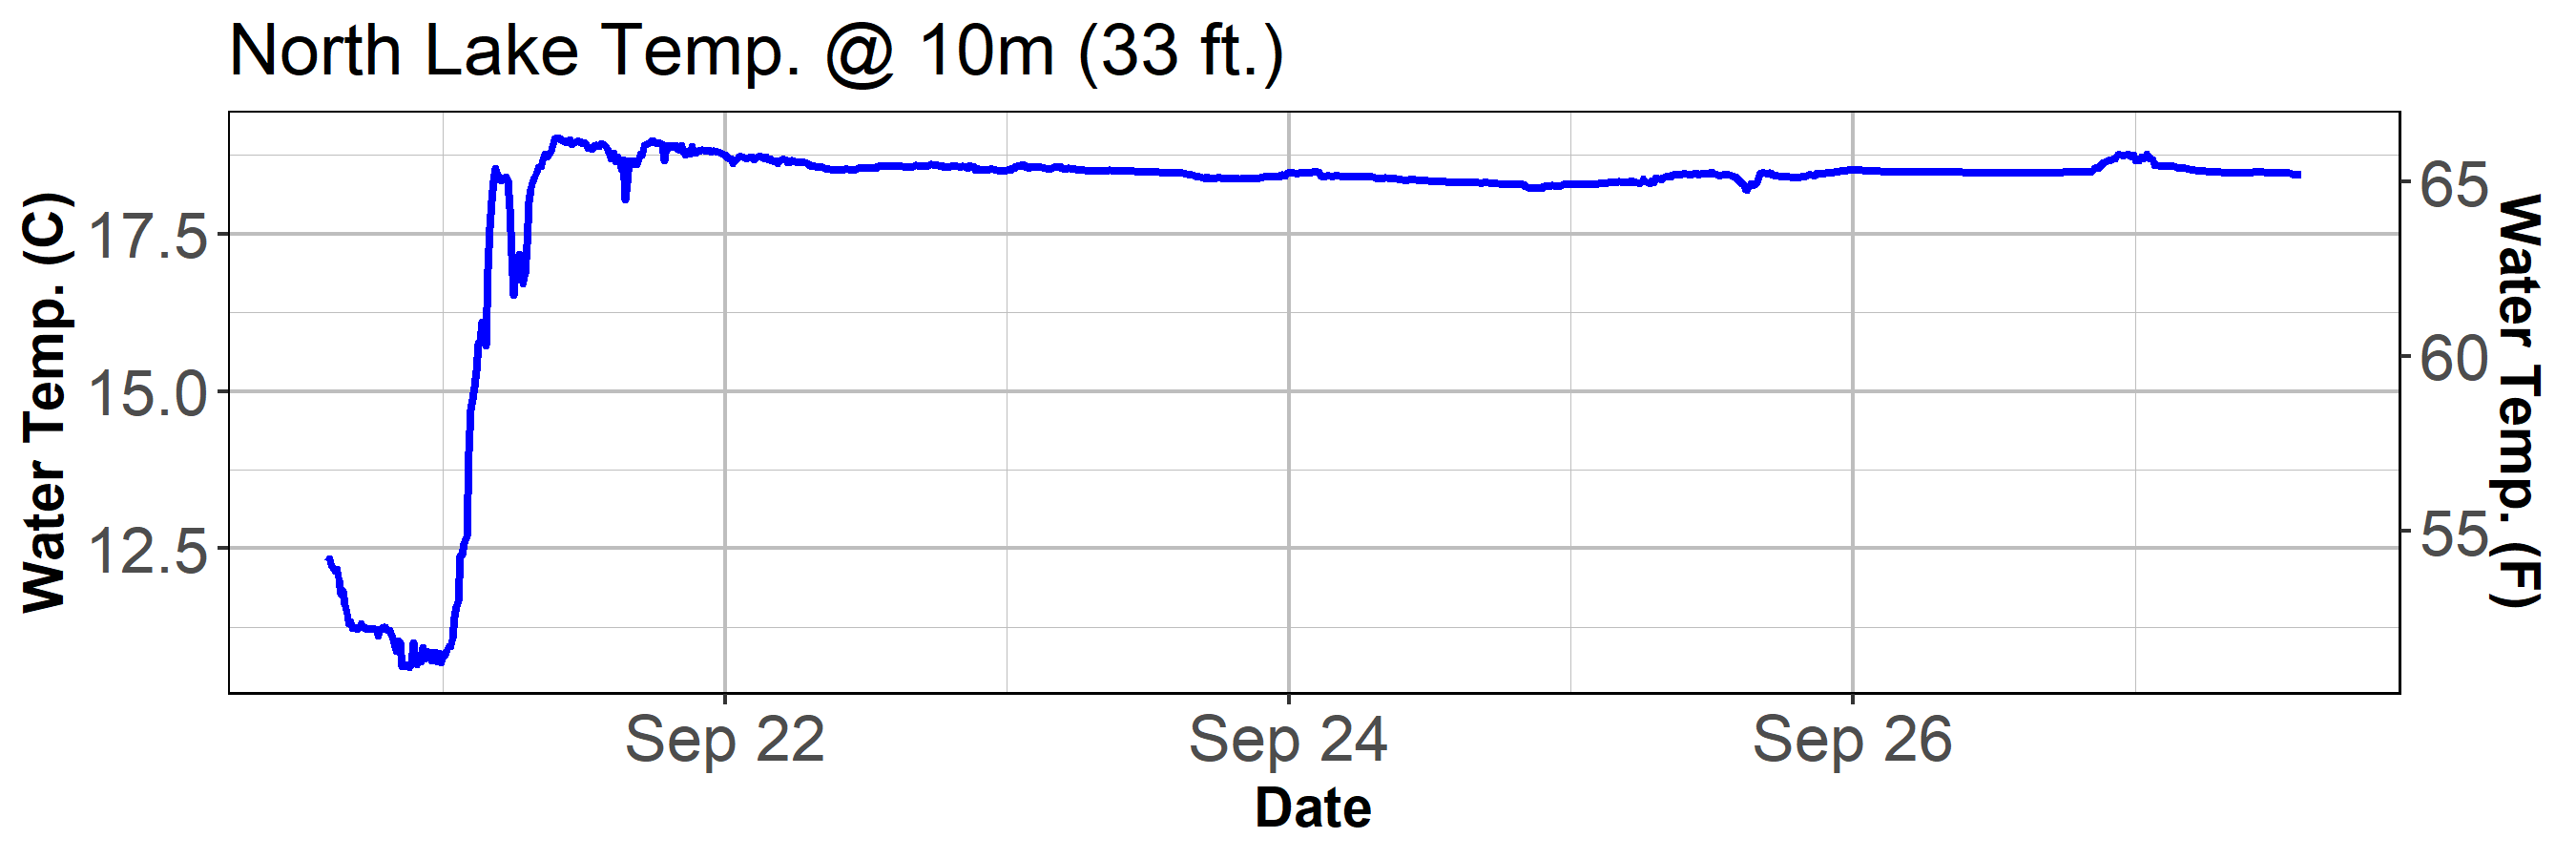 North Lake Temp. @ 10m (33 ft.)
Water Temp. (C)
17.5
15.0
12.5
65
60
55
Water Temp. (F)
Sep 22 Sep 24 Sep 26
Date